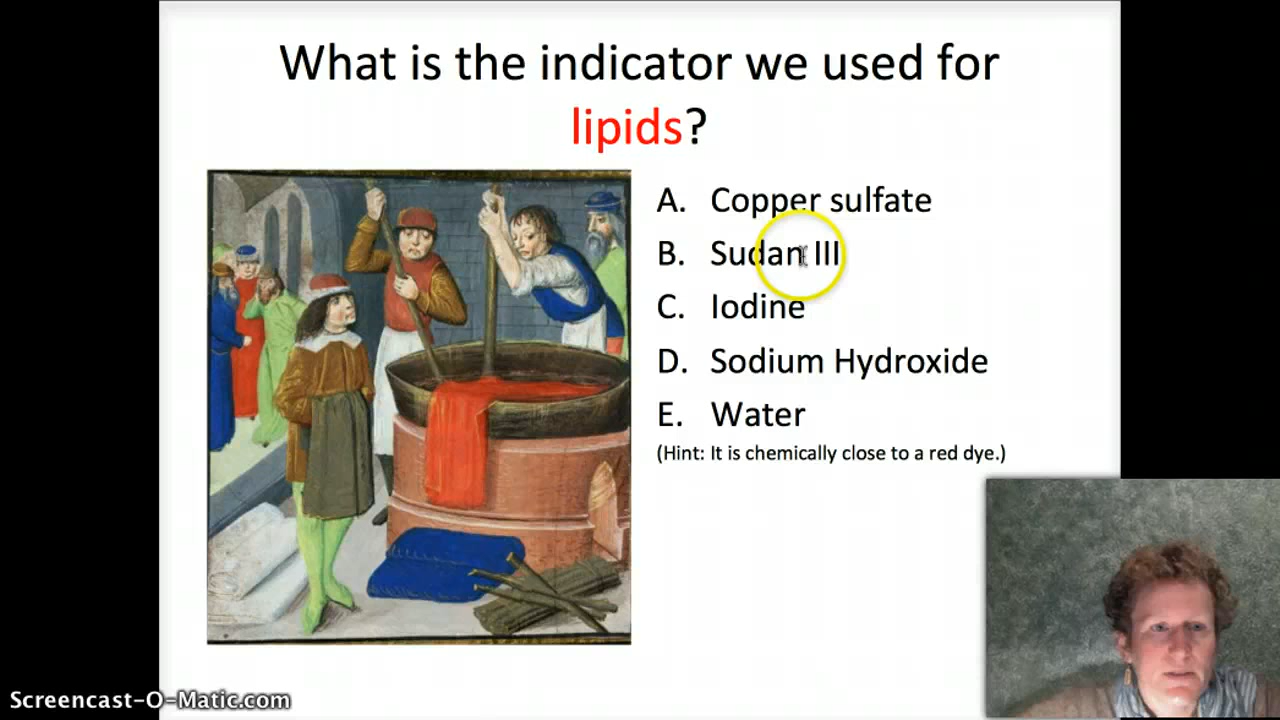 What is the indicator we used for
lipids?
A. Copper sulfate
B. Sudan III
C. Iodine
D. Sodium Hydroxide
E. Water
(Hint: It is chemically close to a red dye.)
Screencast-O-Matic.com